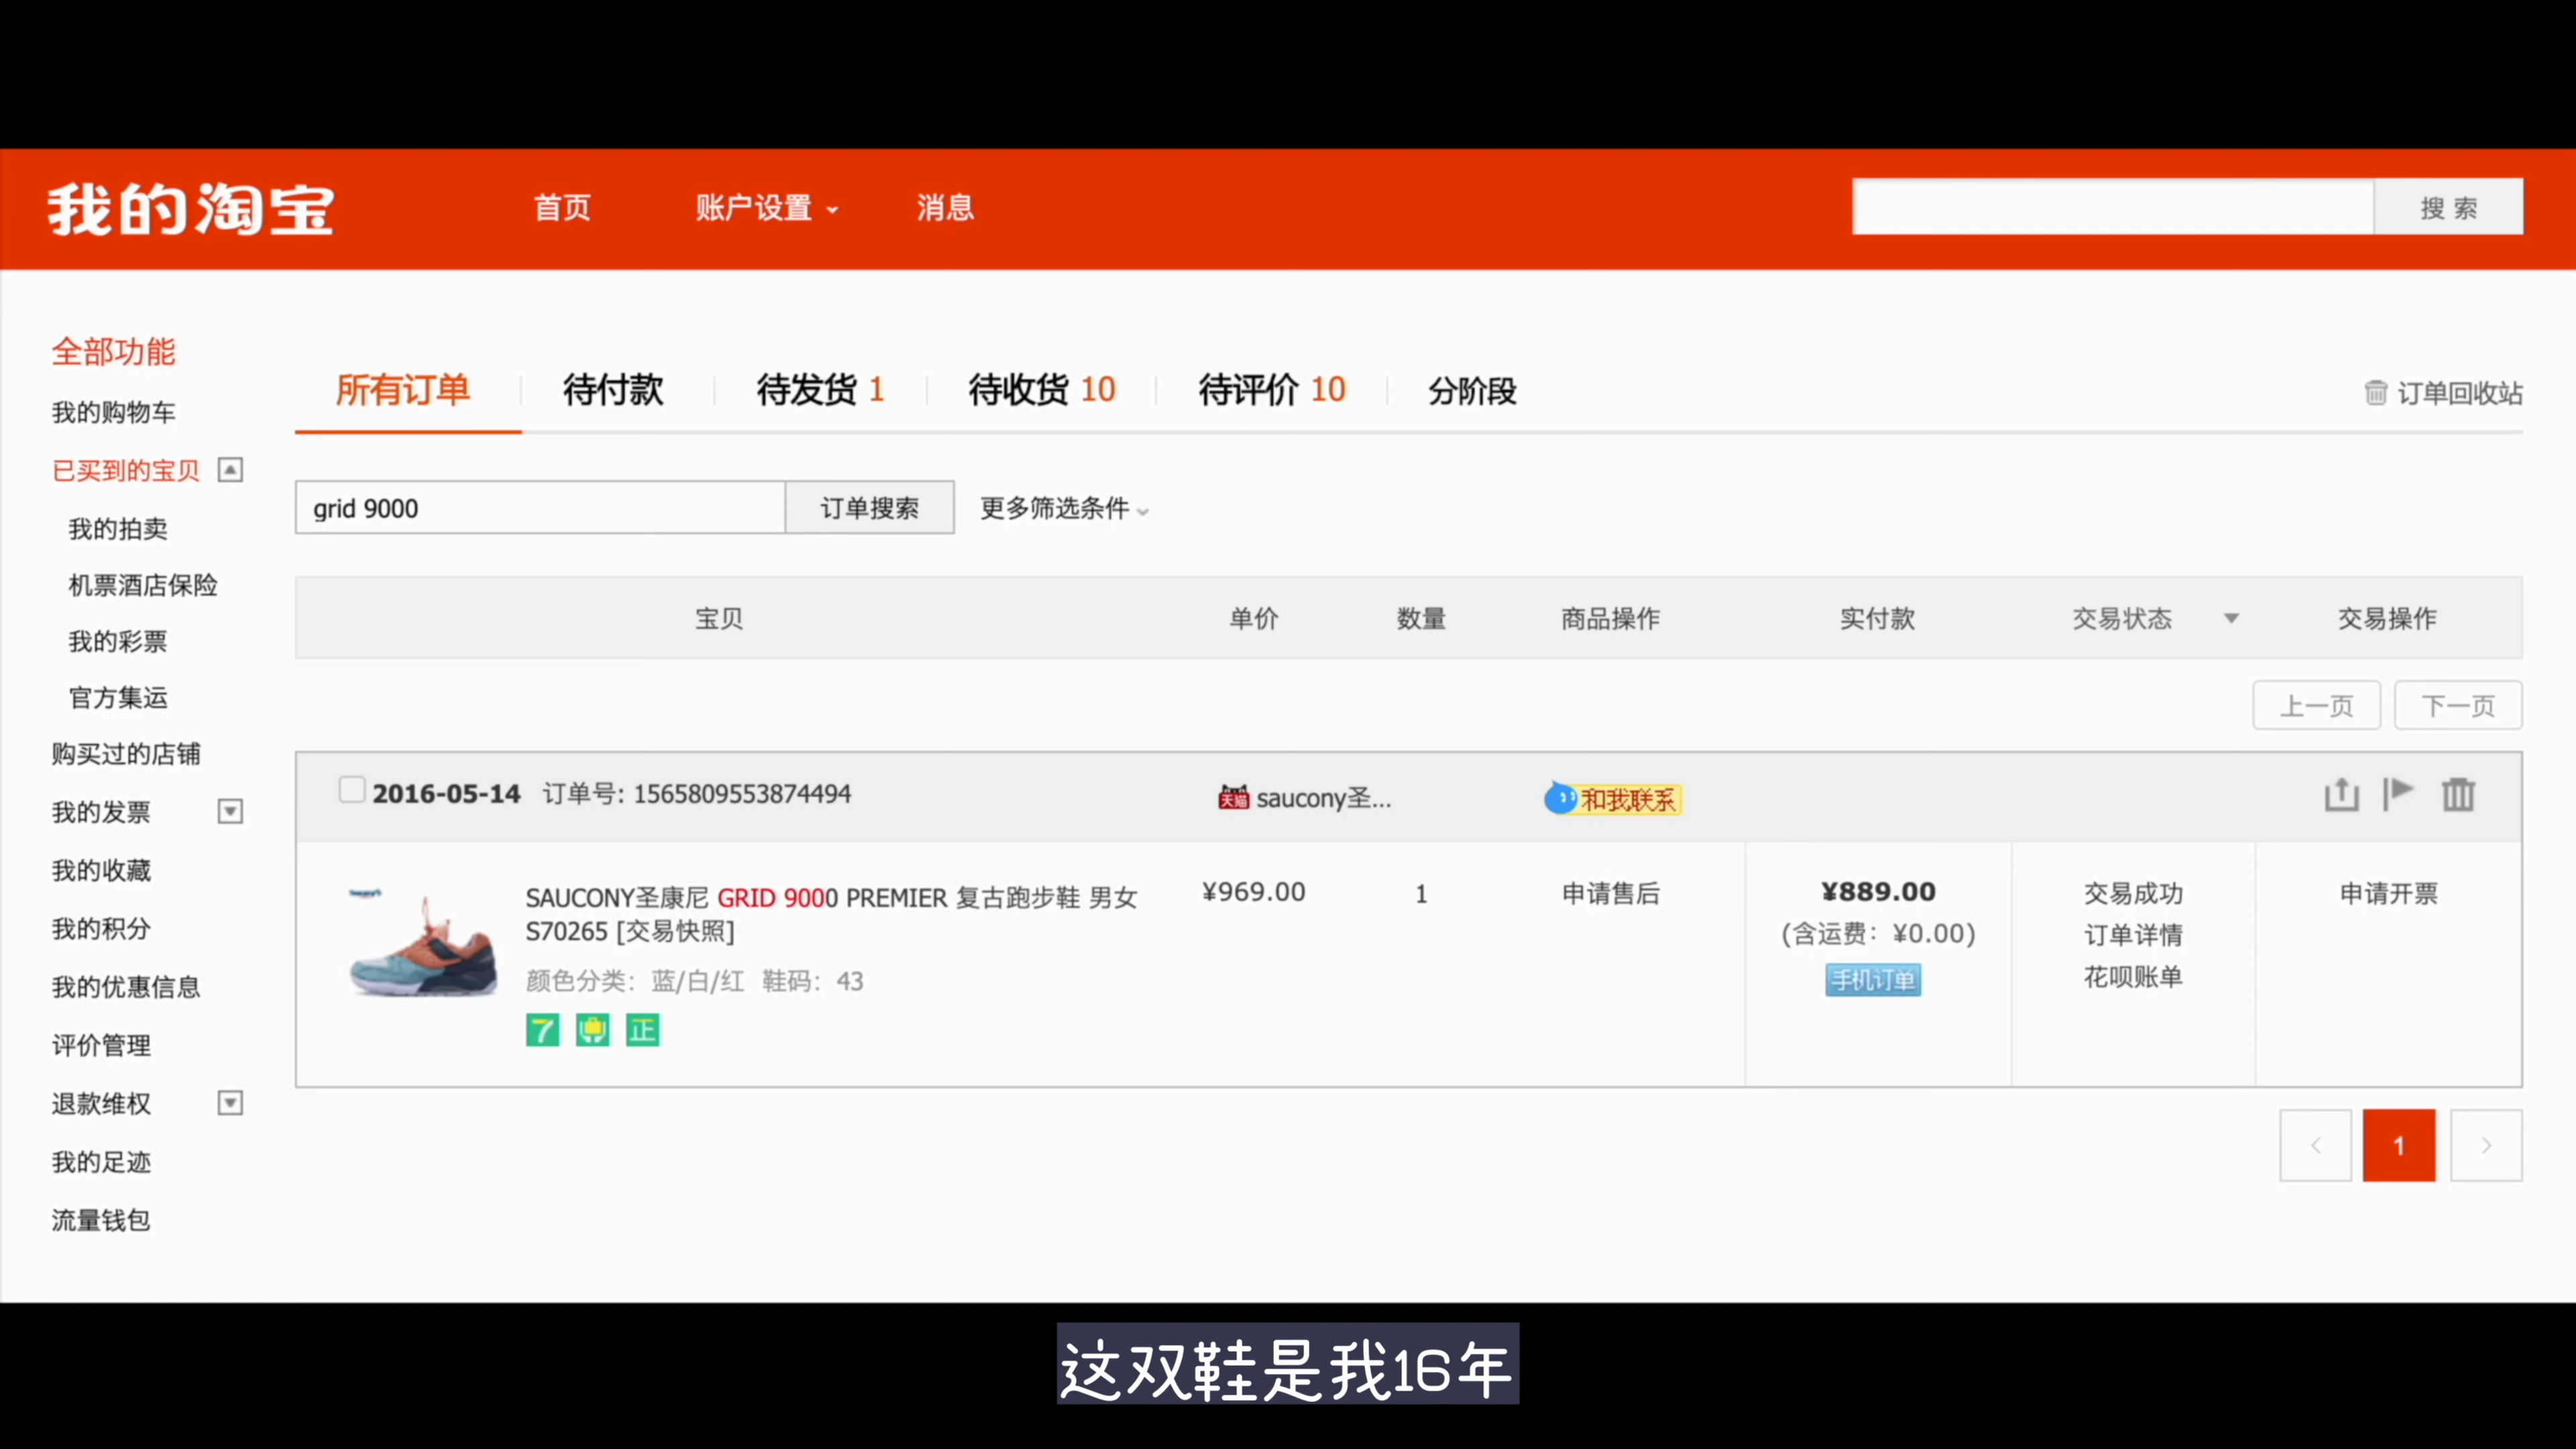 我的淘宝
首页
账户设置
消息
搜 索
全部功能
我的购物车
已买到的宝贝
我的拍卖
机票酒店保险
我的彩票
官方集运
购买过的店铺
我的发票
我的收藏
我的积分
我的优惠信息
评价管理
退款维权
我的足迹
流量钱包
所有订单
待付款
待发货 1
待收货 10
待评价 10
分阶段
订单回收站
grid 9000
订单搜索
更多筛选条件
宝贝
单价
数量
商品操作
实付款
交易状态
交易操作
上一页
下一页
2016-05-14 订单号: 1565809553874494
天猫 saucony圣...
和我联系
SAUCONY圣康尼 GRID 9000 PREMIER 复古跑步鞋 男女
S70265 [交易快照]
颜色分类：蓝/白/红 鞋码：43
7
正
¥969.00
1
申请售后
¥889.00
(含运费：¥0.00)
手机订单
交易成功
订单详情
花呗账单
申请开票
1
这双鞋是我16年